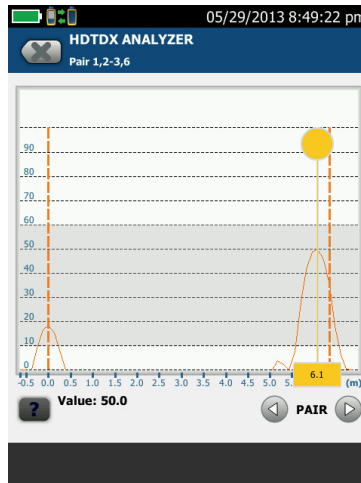 05/29/2013 8:49:22 pm
HDTDX ANALYZER
Pair 1,2-3,6
90
80
70
60
50
40
30
20
10
0
-0.5 0.0 0.5 1.0 1.5 2.0 2.5 3.0 3.5 4.0 4.5 5.0 5. 6.1 (m)
? Value: 50.0 PAIR